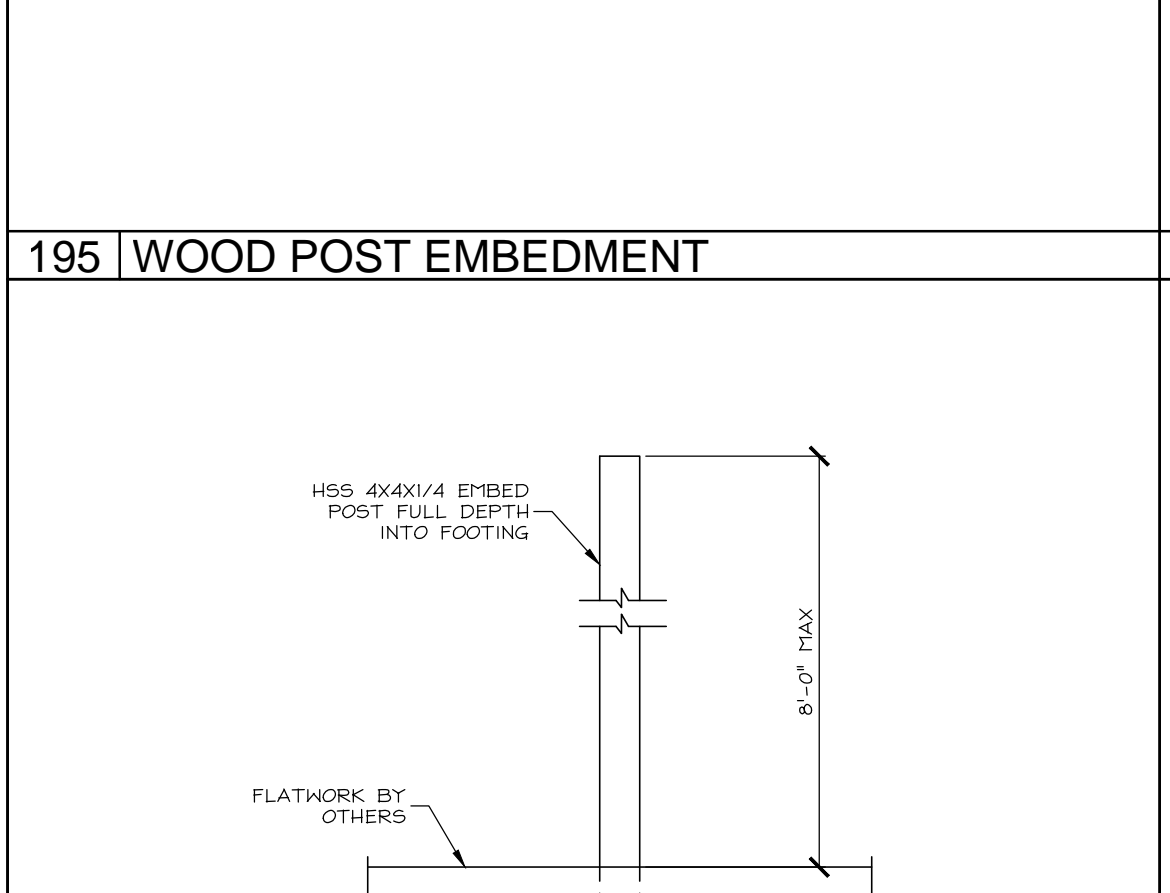 195 WOOD POST EMBEDMENT
HSS 4X4X1/4 EMBED
POST FULL DEPTH
INTO FOOTING
8'-0" MAX
FLATWORK BY
OTHERS